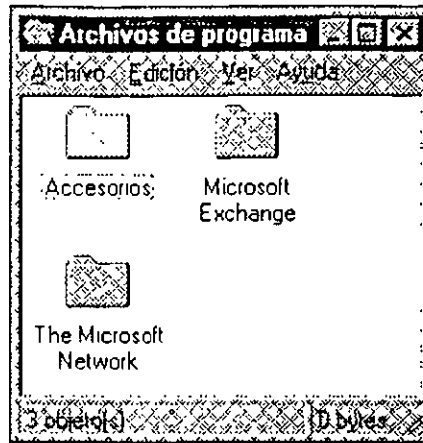 Archivos de programa
Archivo Edición Ver Ayuda
Accesorios
Microsoft
Exchange
The Microsoft
Network
3 objeto(s)
0 bytes